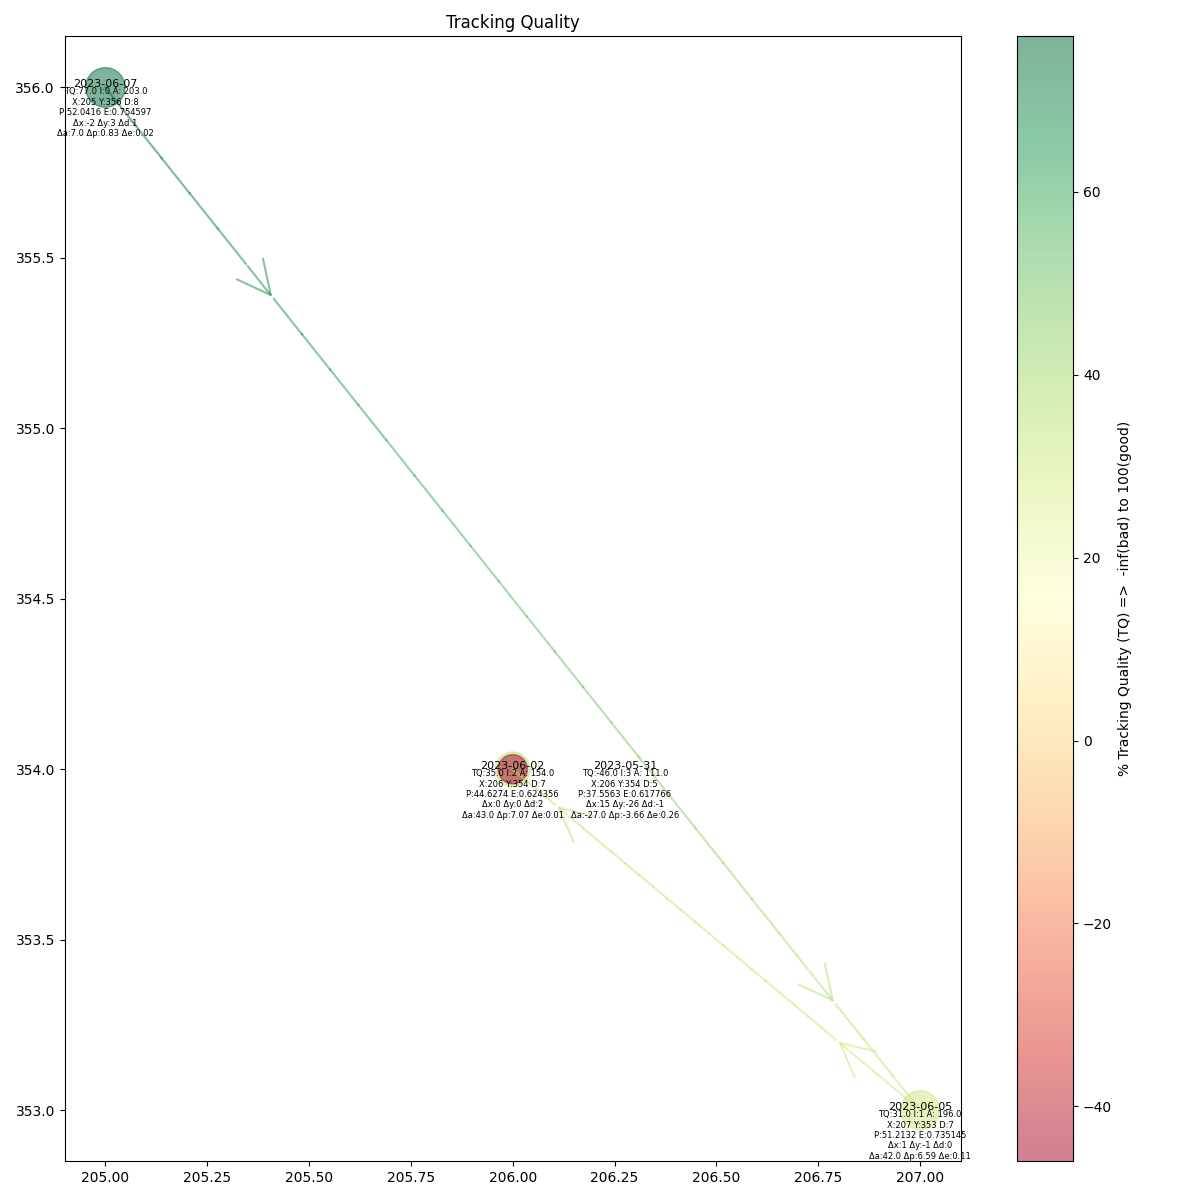 Tracking Quality
356.0
355.5
355.0
354.5
354.0
353.5
353.0
2023-06-07
TQ:77.0 I:0 A: 203.0
X:205 Y:356 D:8
P:52.0416 E:0.754597
Δx:-2 Δy:3 Δd:1
Δa:7.0 Δp:0.83 Δe:0.02
2023-06-02
TQ:35.0 I:2 A: 154.0
X:206 Y:354 D:7
P:44.6274 E:0.624356
Δx:0 Δy:0 Δd:2
Δa:43.0 Δp:7.07 Δe:0.01
2023-05-31
TQ:-46.0 I:3 A: 111.0
X:206 Y:354 D:5
P:37.5563 E:0.617766
Δx:15 Δy:-26 Δd:-1
Δa:-27.0 Δp:-3.66 Δe:0.26
2023-06-05
TQ:31.0 I:1 A: 196.0
X:207 Y:353 D:7
P:51.2132 E:0.735145
Δx:1 Δy:-1 Δd:0
Δa:42.0 Δp:6.59 Δe:0.11
205.00 205.25 205.50 205.75 206.00 206.25 206.50 206.75 207.00
60
40
20
0
−20
−40
% Tracking Quality (TQ) => -inf(bad) to 100(good)